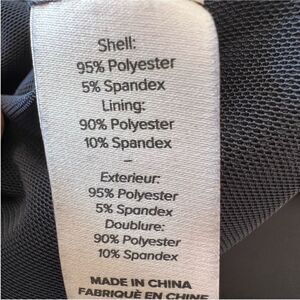 Shell:
95% Polyester
5% Spandex
Lining:
90% Polyester
10% Spandex
–
Exterieur:
95% Polyester
5% Spandex
Doublure:
90% Polyester
10% Spandex
MADE IN CHINA
FABRIQUÉ EN CHINE